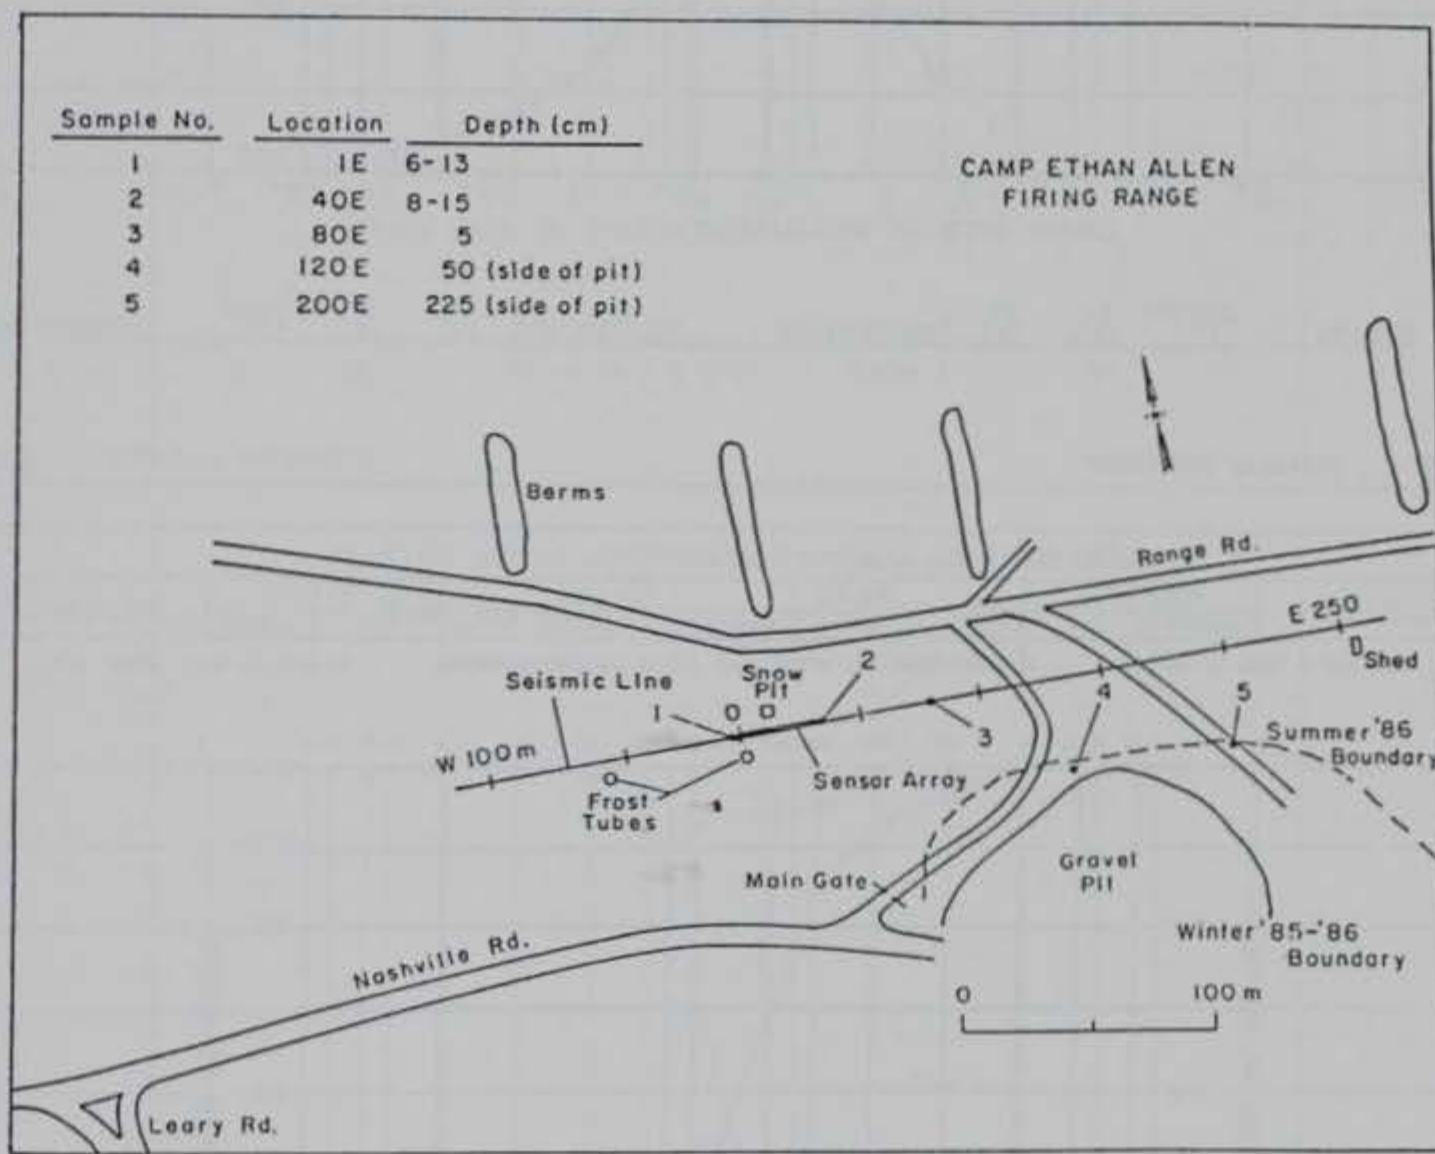 Sample No. Location Depth (cm)
1 1E 6-13
2 40E 8-15
3 80E 5
4 120E 50 (side of pit)
5 200E 225 (side of pit)
CAMP ETHAN ALLEN
FIRING RANGE
Berms
Range Rd.
E 250
Shed
Snow
Pit
2
Seismic Line
1
0
4
5
3
Summer '86
Boundary
W 100m
Sensor Array
Frost
Tubes
Main Gate
Gravel
Pit
Nashville Rd.
Winter '85-'86
Boundary
0 100 m
Leary Rd.